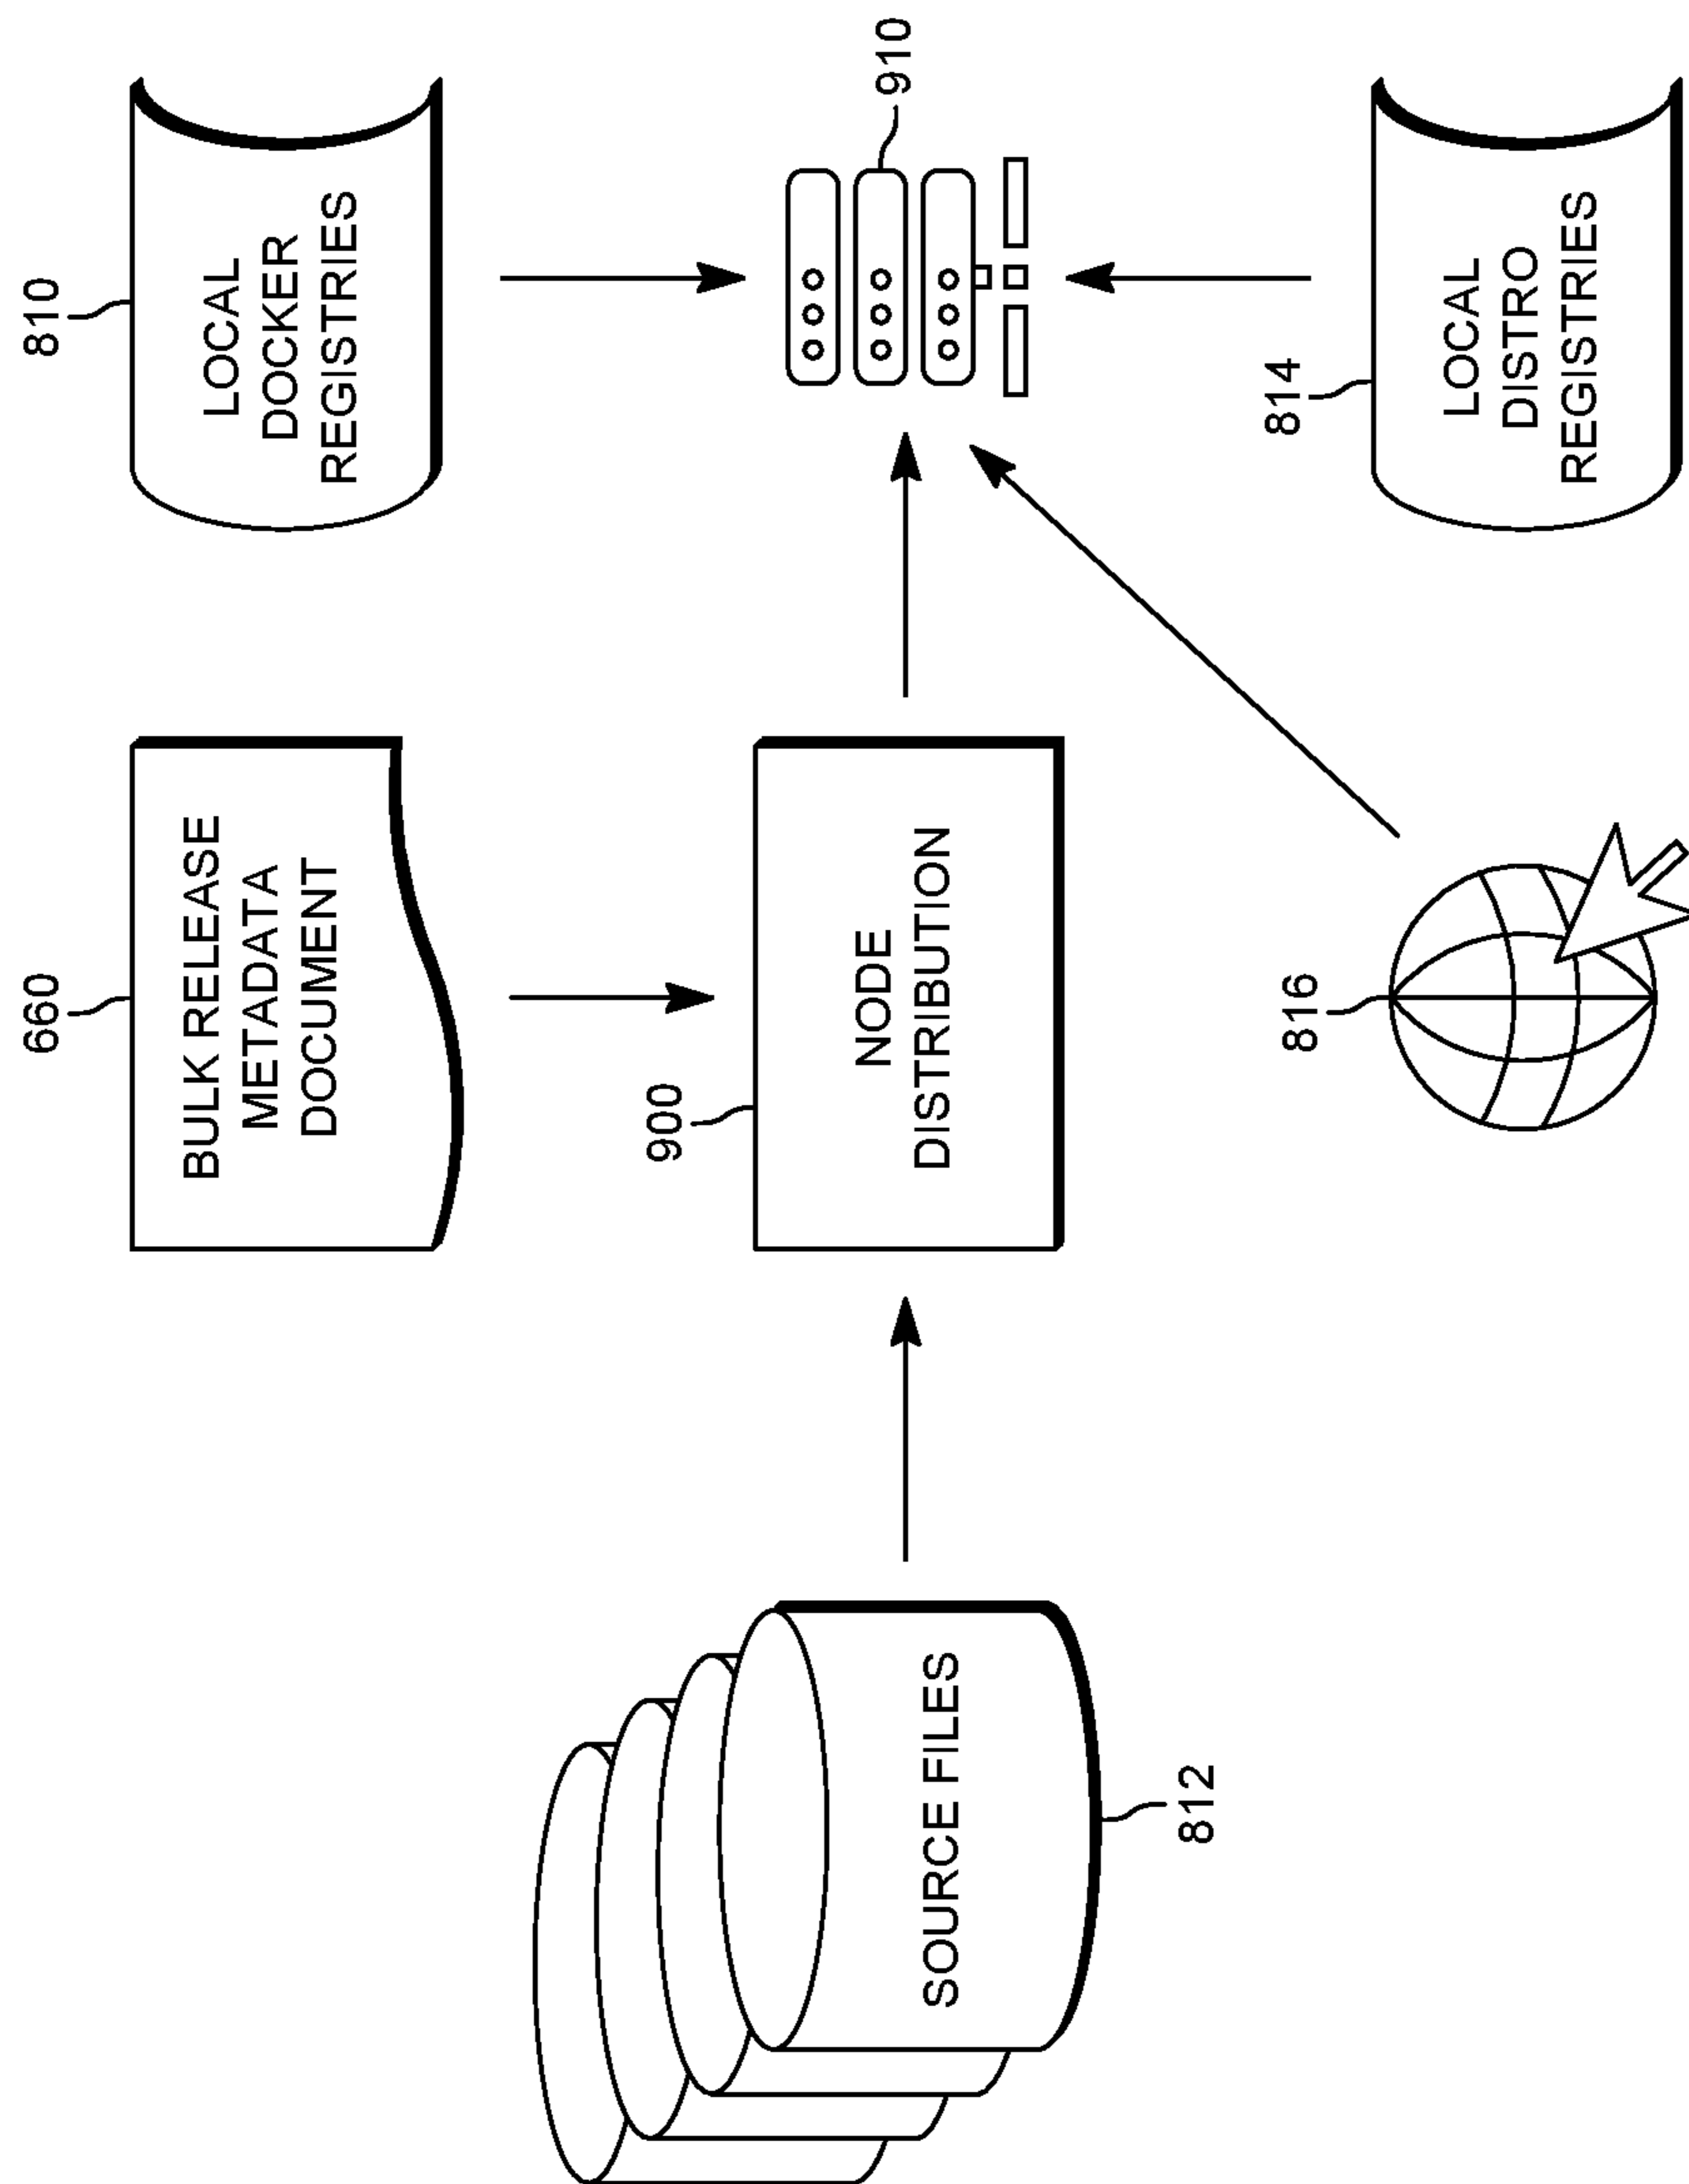 660
BULK RELEASE
METADATA
DOCUMENT
810
LOCAL
DOCKER
REGISTRIES
SOURCE FILES
812
900
NODE
DISTRIBUTION
910
816
814
LOCAL
DISTRO
REGISTRIES